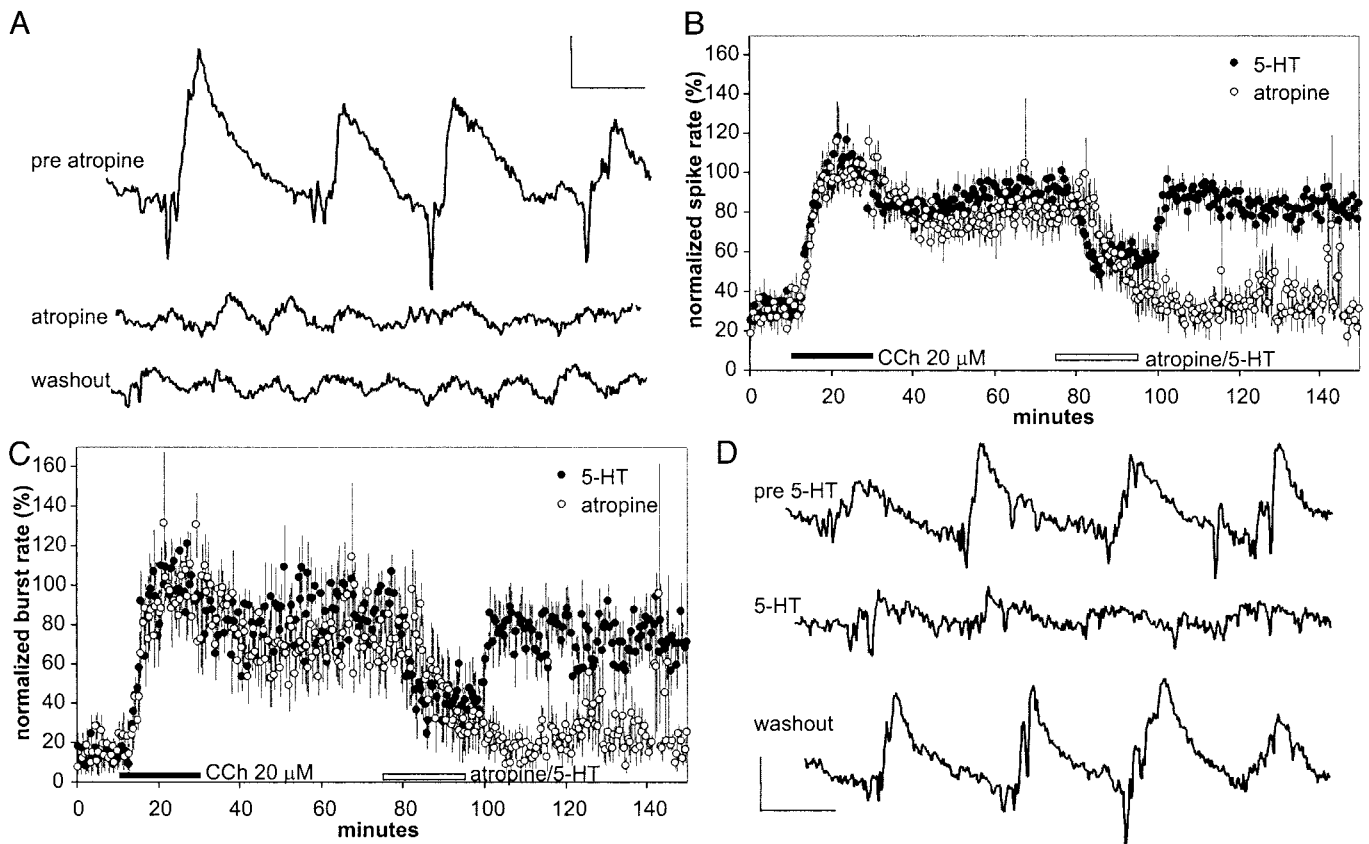 A
pre atropine
atropine
washout
B
normalized spike rate (%)
160
140
120
100
80
60
40
20
0
5-HT
atropine
CCh 20 µM
atropine/5-HT
0 20 40 60 80 100 120 140
minutes
C
normalized burst rate (%)
160
140
120
100
80
60
40
20
0
5-HT
atropine
CCh 20 µM
atropine/5-HT
0 20 40 60 80 100 120 140
minutes
D
pre 5-HT
5-HT
washout